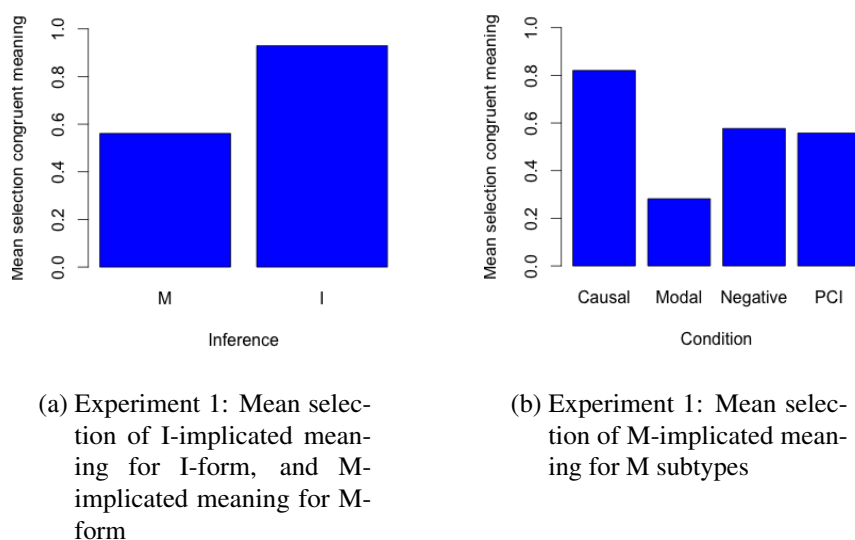 Mean selection congruent meaning
1.0
0.8
0.6
0.4
0.2
0.0
M
I
Inference
(a) Experiment 1: Mean selec-
tion of I-implicated mean-
ing for I-form, and M-
implicated meaning for M-
form
Mean selection congruent meaning
1.0
0.8
0.6
0.4
0.2
0.0
Causal
Modal
Negative
PCI
Condition
(b) Experiment 1: Mean selec-
tion of M-implicated mean-
ing for M subtypes